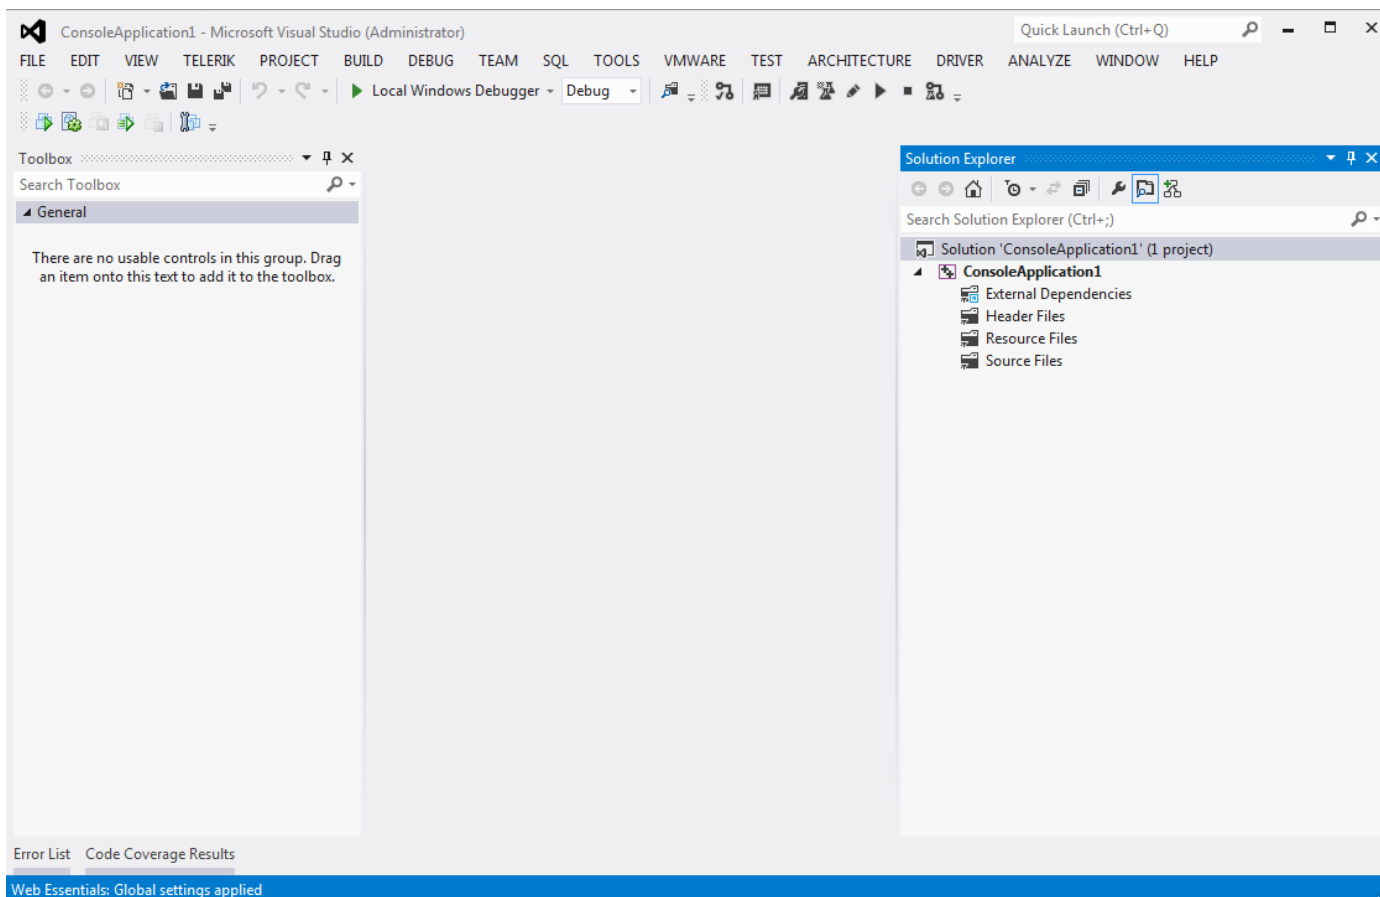 ConsoleApplication1 - Microsoft Visual Studio (Administrator)
Quick Launch (Ctrl+Q)
FILE EDIT VIEW TELERIK PROJECT BUILD DEBUG TEAM SQL TOOLS VMWARE TEST ARCHITECTURE DRIVER ANALYZE WINDOW HELP
Local Windows Debugger Debug
Toolbox
Search Toolbox
General
There are no usable controls in this group. Drag
an item onto this text to add it to the toolbox.
Solution Explorer
Search Solution Explorer (Ctrl+;)
Solution 'ConsoleApplication1' (1 project)
ConsoleApplication1
External Dependencies
Header Files
Resource Files
Source Files
Error List Code Coverage Results
Web Essentials: Global settings applied